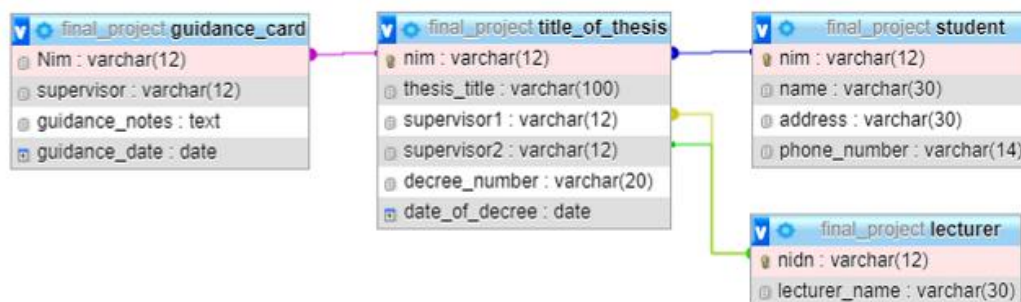 final_project guidance_card
Nim : varchar(12)
supervisor : varchar(12)
guidance_notes : text
guidance_date : date
final_project title_of_thesis
nim : varchar(12)
thesis_title : varchar(100)
supervisor1 : varchar(12)
supervisor2 : varchar(12)
decree_number : varchar(20)
date_of_decree : date
final_project student
nim : varchar(12)
name : varchar(30)
address : varchar(30)
phone_number : varchar(14)
final_project lecturer
nidn : varchar(12)
lecturer_name : varchar(30)